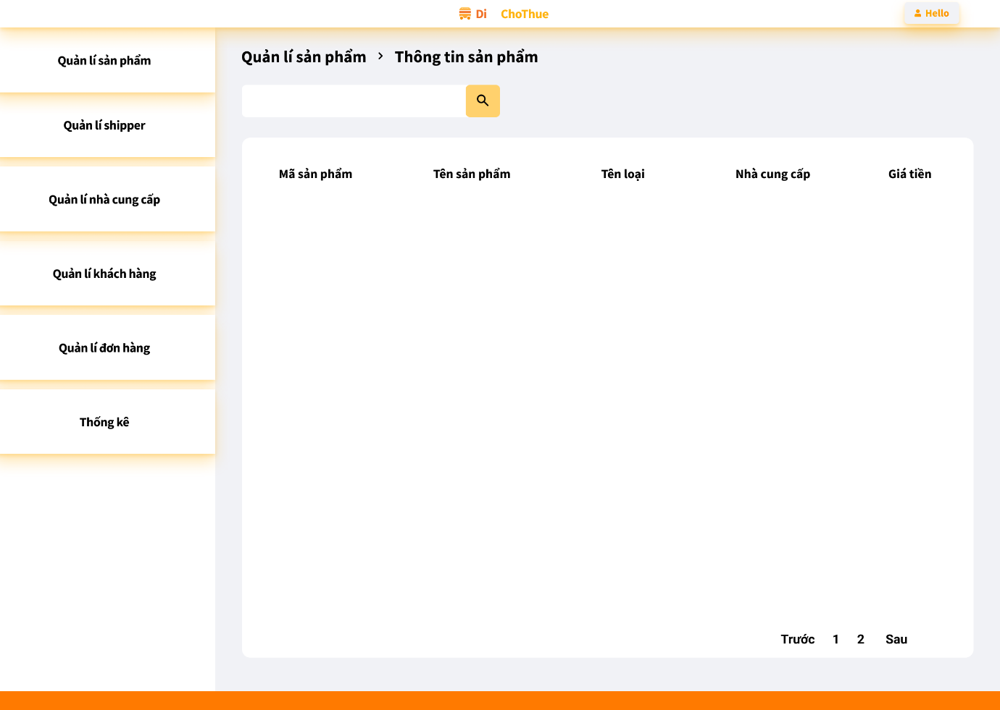 Di ChoThue
Hello
Quản lí sản phẩm
Quản lí shipper
Quản lí nhà cung cấp
Quản lí khách hàng
Quản lí đơn hàng
Thống kê
Quản lí sản phẩm > Thông tin sản phẩm
Mã sản phẩm Tên sản phẩm Tên loại Nhà cung cấp Giá tiền
Trước 1 2 Sau